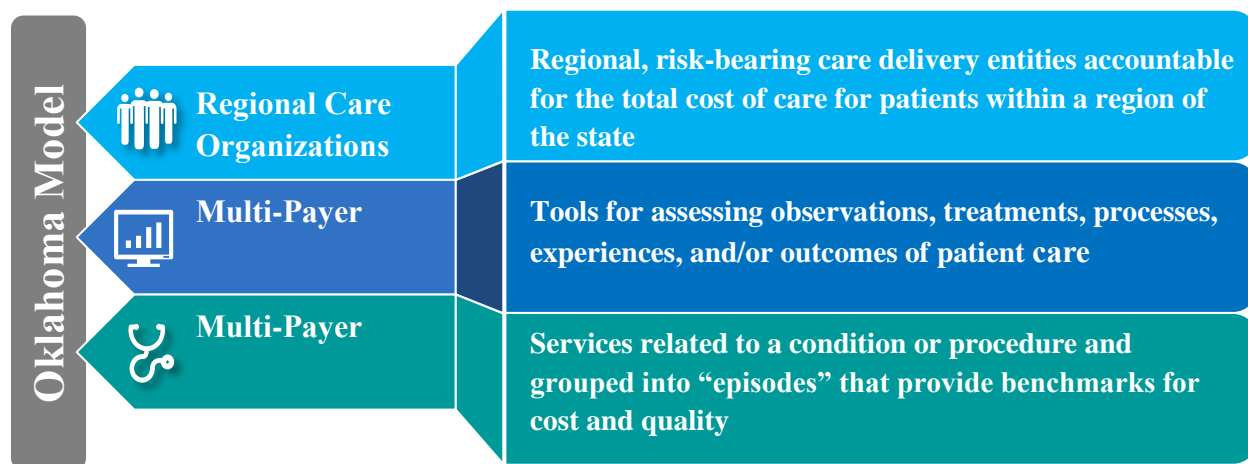 Oklahoma Model
Regional Care
Organizations
Regional, risk-bearing care delivery entities accountable
for the total cost of care for patients within a region of
the state
Multi-Payer
Tools for assessing observations, treatments, processes,
experiences, and/or outcomes of patient care
Multi-Payer
Services related to a condition or procedure and
grouped into “episodes” that provide benchmarks for
cost and quality